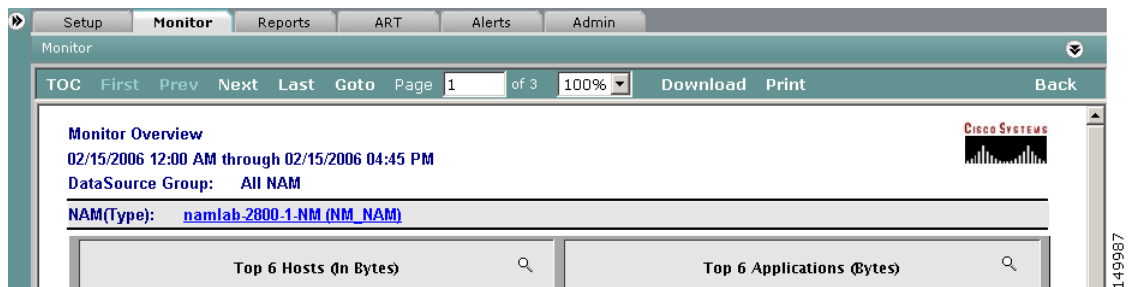 Setup Monitor Reports ART Alerts Admin
Monitor
TOC First Prev Next Last Goto Page 1 of 3 100% Download Print Back
Monitor Overview
CISCO SYSTEMS
02/15/2006 12:00 AM through 02/15/2006 04:45 PM
DataSource Group: All NAM
NAM(Type): namlab-2800-1-NM (NM_NAM)
Top 6 Hosts (In Bytes) Top 6 Applications (Bytes)
149987